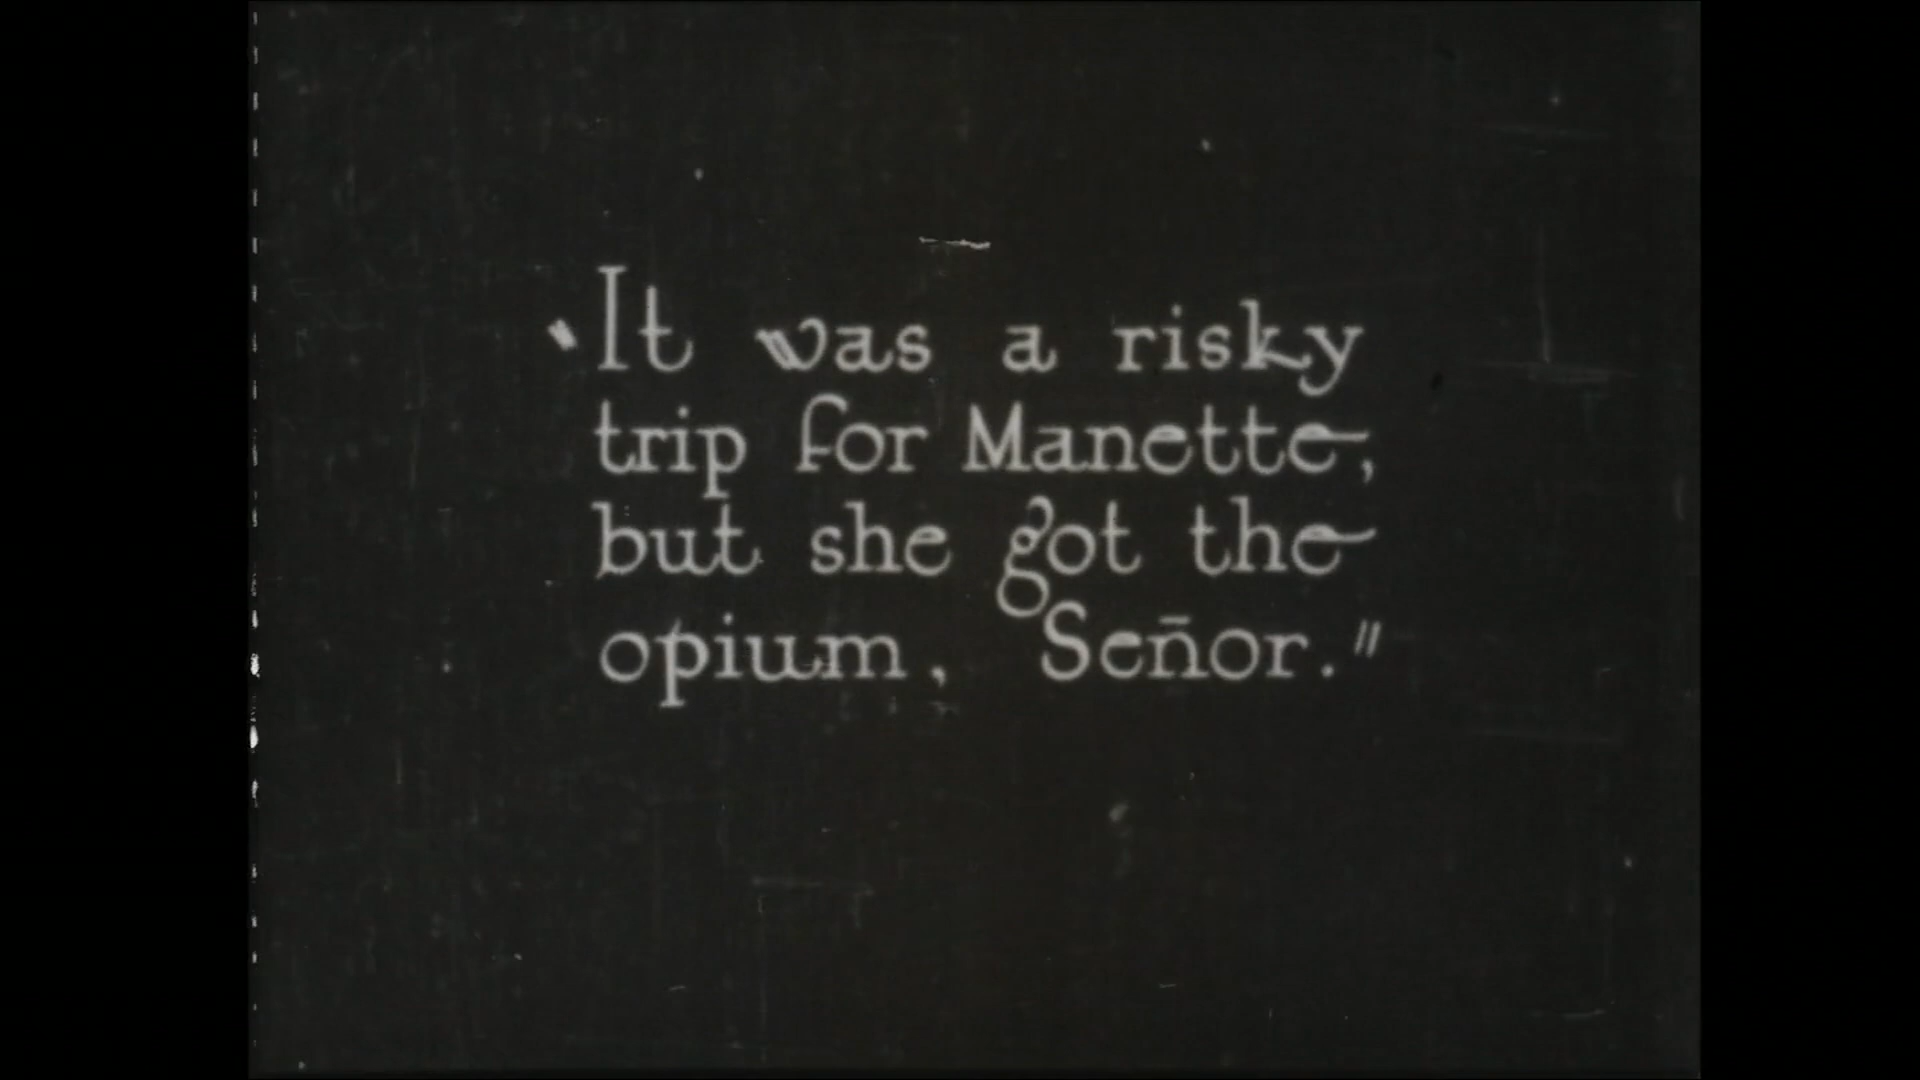 "It was a risky
trip for Manette,
but she got the
opium, Señor."